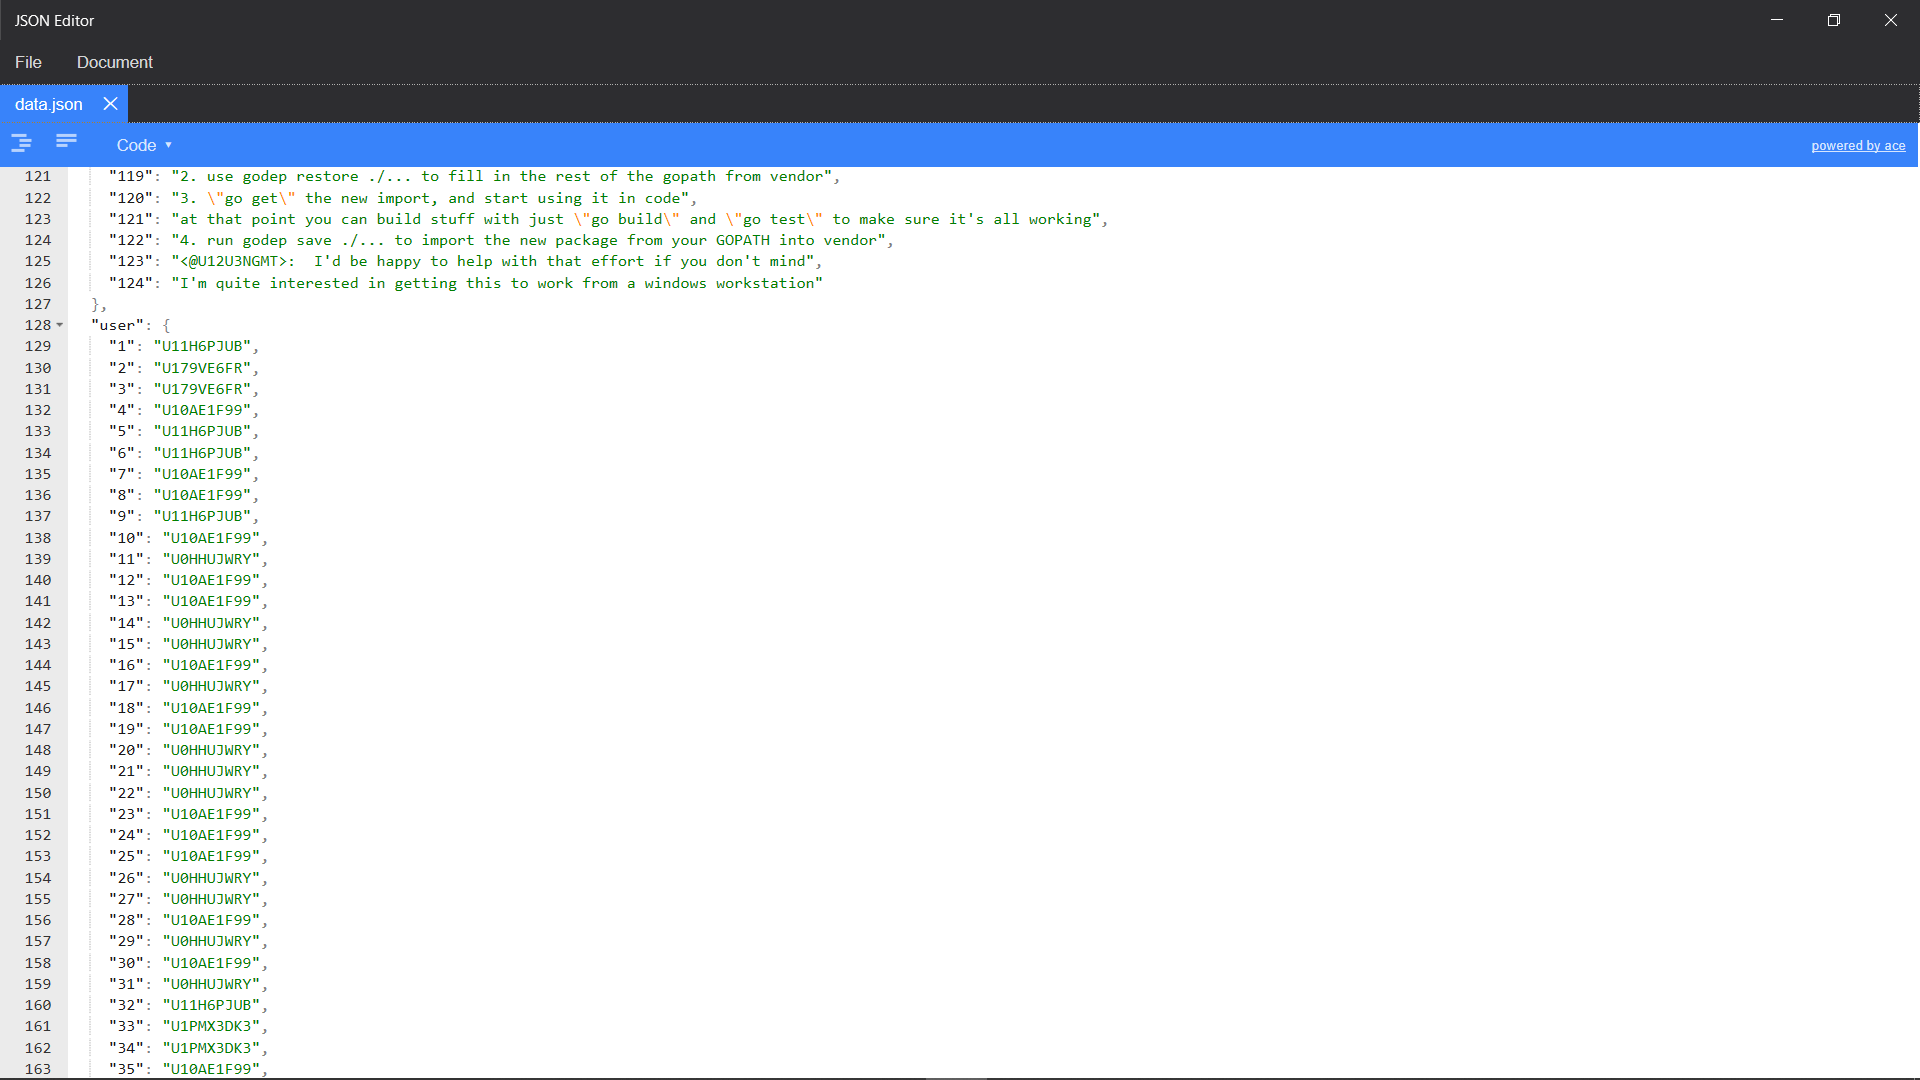 JSON Editor
File Document
data.json
Code ▾ powered by ace
121 "119": "2. use godep restore ./... to fill in the rest of the gopath from vendor",
122 "120": "3. \"go get\" the new import, and start using it in code",
123 "121": "at that point you can build stuff with just \"go build\" and \"go test\" to make sure it's all working",
124 "122": "4. run godep save ./... to import the new package from your GOPATH into vendor",
125 "123": "<@U12U3NGMT>:  I'd be happy to help with that effort if you don't mind",
126 "124": "I'm quite interested in getting this to work from a windows workstation"
127 },
128 "user": {
129 "1": "U11H6PJUB",
130 "2": "U179VE6FR",
131 "3": "U179VE6FR",
132 "4": "U10AE1F99",
133 "5": "U11H6PJUB",
134 "6": "U11H6PJUB",
135 "7": "U10AE1F99",
136 "8": "U10AE1F99",
137 "9": "U11H6PJUB",
138 "10": "U10AE1F99",
139 "11": "U0HHUJWRY",
140 "12": "U10AE1F99",
141 "13": "U10AE1F99",
142 "14": "U0HHUJWRY",
143 "15": "U0HHUJWRY",
144 "16": "U10AE1F99",
145 "17": "U0HHUJWRY",
146 "18": "U10AE1F99",
147 "19": "U10AE1F99",
148 "20": "U0HHUJWRY",
149 "21": "U0HHUJWRY",
150 "22": "U0HHUJWRY",
151 "23": "U10AE1F99",
152 "24": "U10AE1F99",
153 "25": "U10AE1F99",
154 "26": "U0HHUJWRY",
155 "27": "U0HHUJWRY",
156 "28": "U10AE1F99",
157 "29": "U0HHUJWRY",
158 "30": "U10AE1F99",
159 "31": "U0HHUJWRY",
160 "32": "U11H6PJUB",
161 "33": "U1PMX3DK3",
162 "34": "U1PMX3DK3",
163 "35": "U10AE1F99",